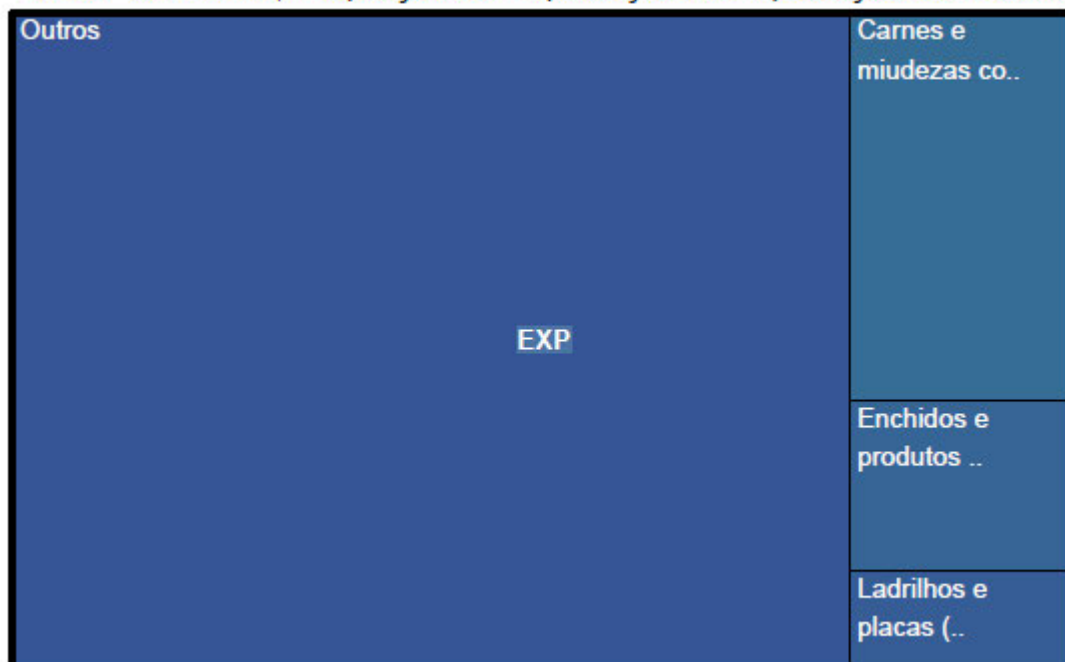 Outros
Carnes e
miudezas co..
EXP
Enchidos e
produtos ..
Ladrilhos e
placas (..